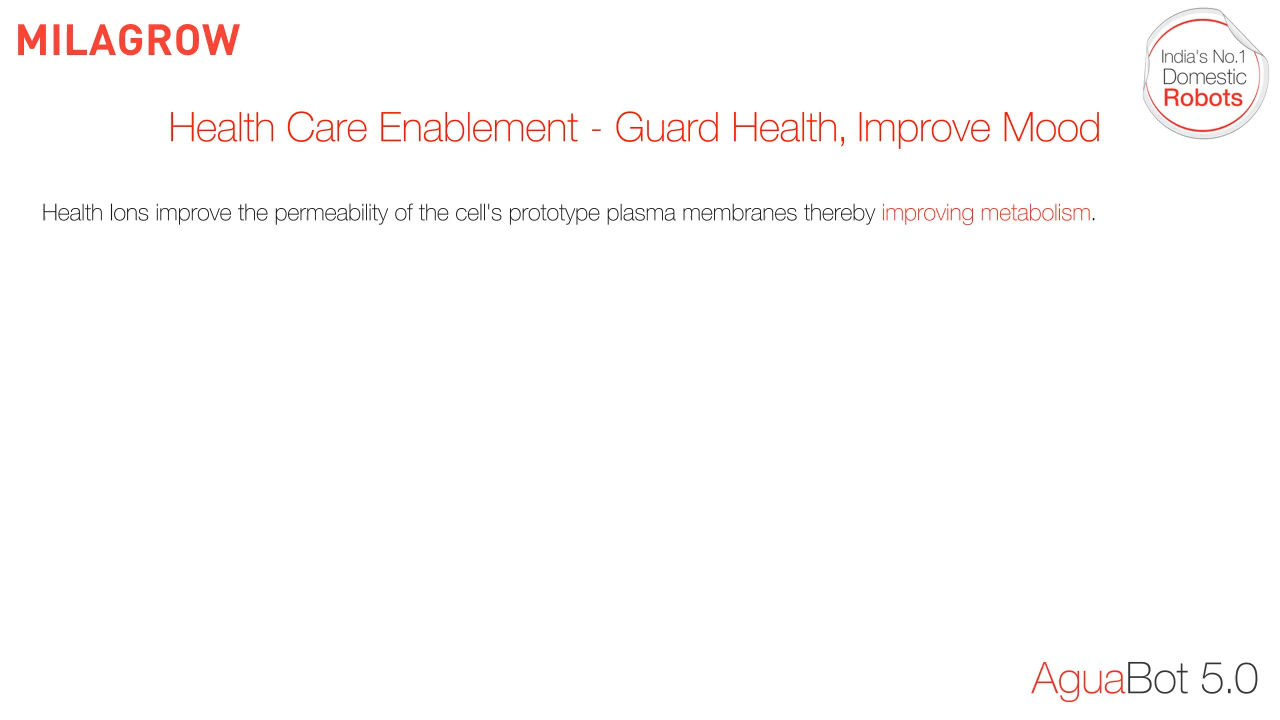 MILAGROW
India's No.1
Domestic
Robots
Health Care Enablement - Guard Health, Improve Mood
Health Ions improve the permeability of the cell's prototype plasma membranes thereby improving metabolism.
AguaBot 5.0